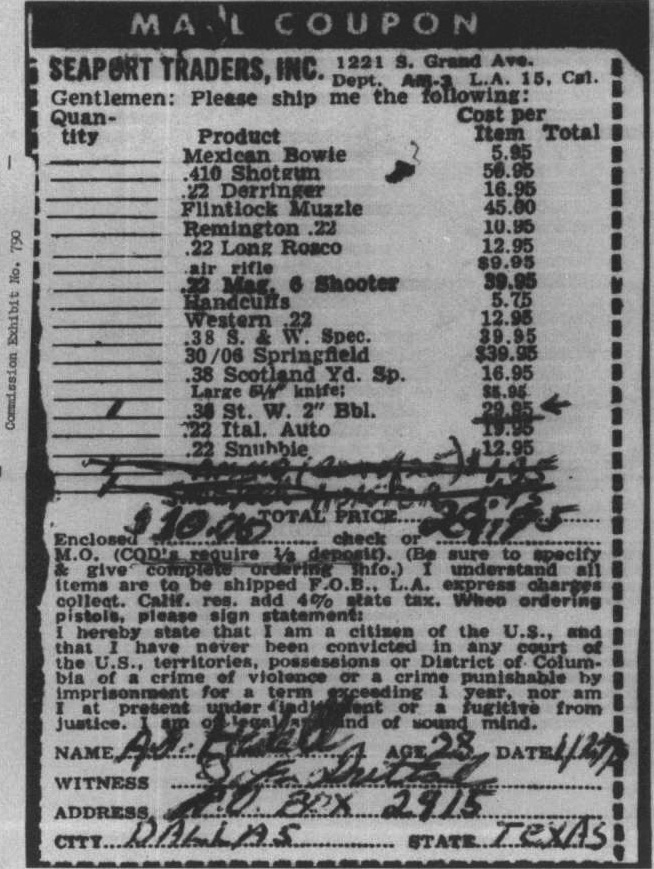 MAIL COUPON
SEAPORT TRADERS, INC. 1221 S. Grand Ave.
Dept. AM-3 L.A. 15, Cal.
Gentlemen: Please ship me the following:
Quan-
tity Product Cost per Item Total
Mexican Bowie 5.95
.410 Shotgun 50.95
.22 Derringer 16.95
Flintlock Muzzle 45.00
Remington .22 10.95
.22 Long Rosco 12.95
air rifle $9.95
.22 Mag. 6 Shooter 39.95
Handcuffs 5.75
Western .22 12.95
.38 S. & W. Spec. 39.95
30/06 Springfield $39.95
.38 Scotland Yd. Sp. 16.95
Large knife; $5.95
.38 St. W. 2" Bbl. 29.95
.22 Ital. Auto 19.95
.22 Snubbie 12.95
TOTAL PRICE 29.95
Enclosed $10.00 check or
M.O. (COD's require 1/3 deposit). (Be sure to specify
& give complete ordering info.) I understand all
items are to be shipped F.O.B., L.A. express charges
collect. Calif. res. add 4% state tax. When ordering
pistols, please sign statement:
I hereby state that I am a citizen of the U.S., and
that I have never been convicted in any court of
the U.S., territories, possessions or District of Colum-
bia of a crime of violence or a crime punishable by
imprisonment for a term exceeding 1 year, nor am
I at present under indictment or a fugitive from
justice. I am of legal age and of sound mind.
NAME A.J. Hidell AGE 28 DATE
WITNESS
ADDRESS P.O. BOX 2915
CITY DALLAS STATE TEXAS
Commission Exhibit No. 790